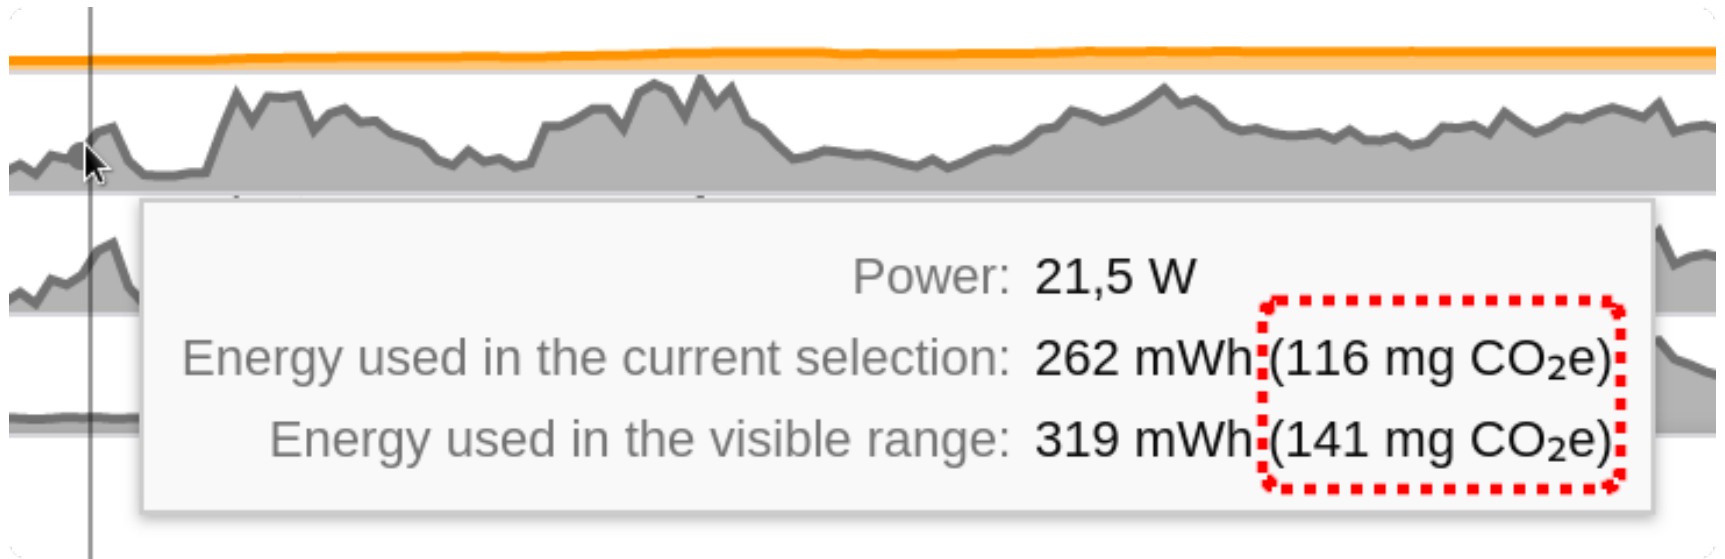 Power: 21,5 W
Energy used in the current selection: 262 mWh (116 mg CO₂e)
Energy used in the visible range: 319 mWh (141 mg CO₂e)